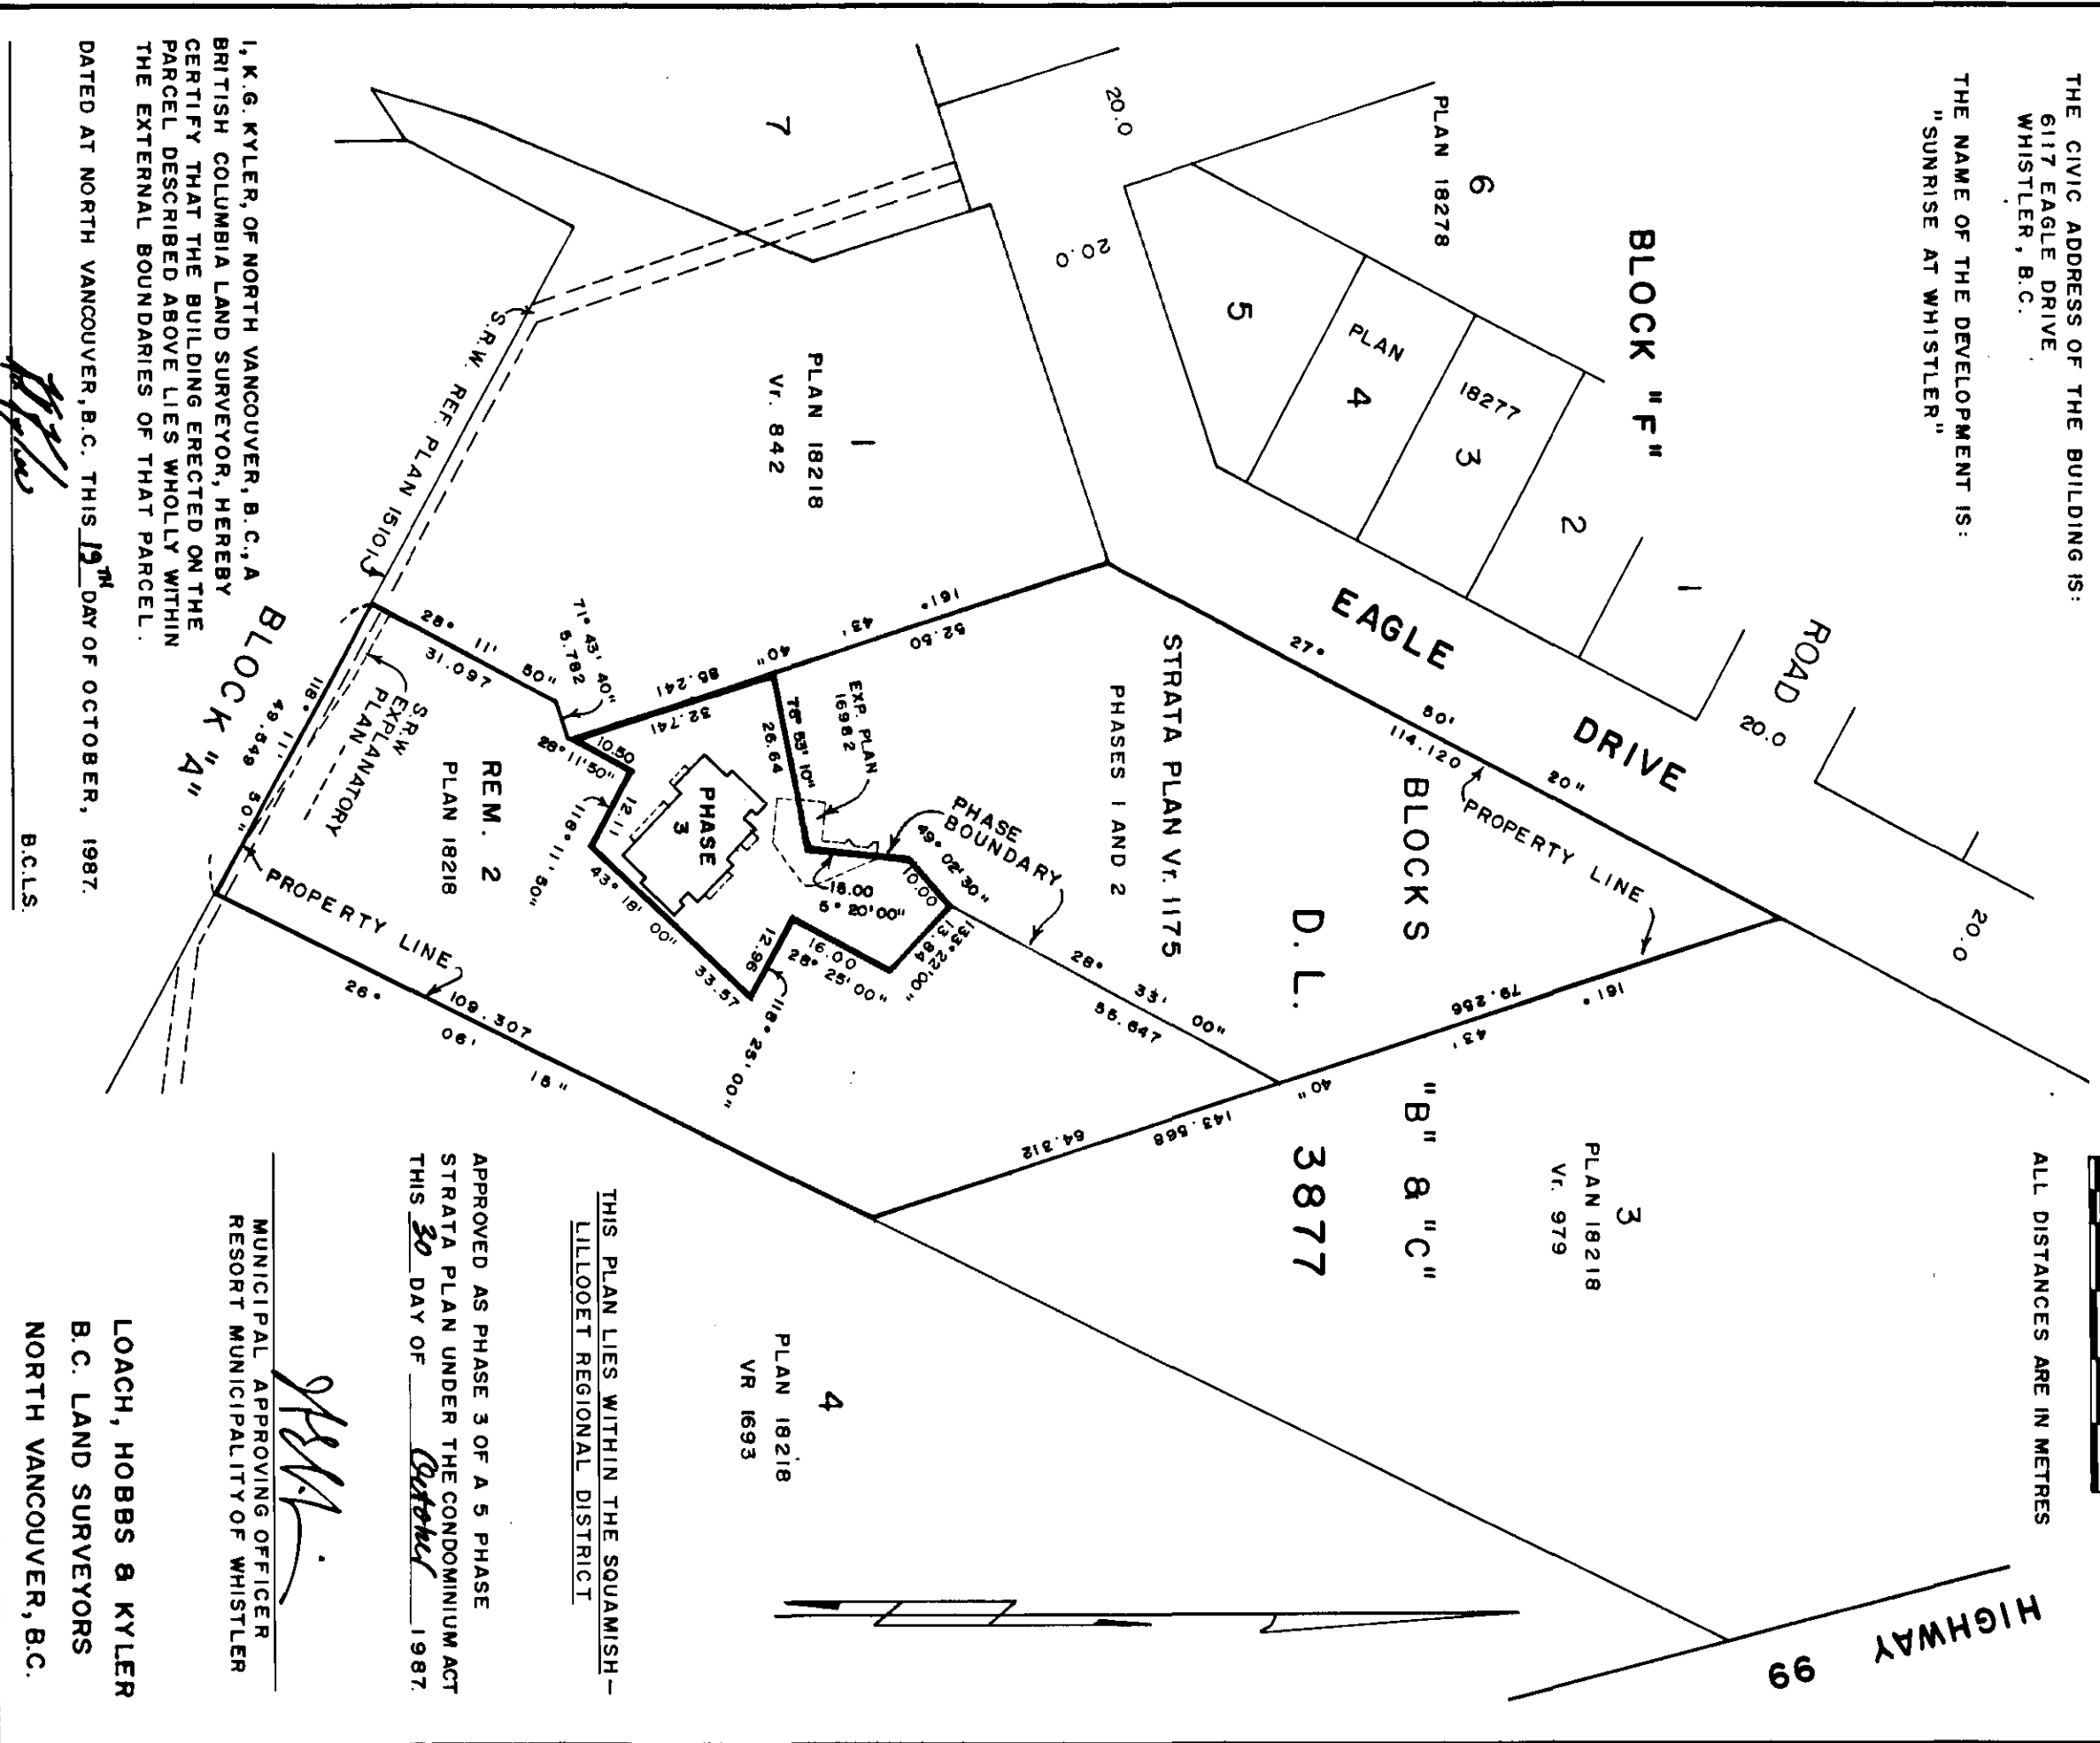 THE CIVIC ADDRESS OF THE BUILDING IS:
6117 EAGLE DRIVE
WHISTLER, B.C.
THE NAME OF THE DEVELOPMENT IS:
"SUNRISE AT WHISTLER"
ALL DISTANCES ARE IN METRES
HIGHWAY 99
ROAD
20.0
20.0
BLOCK "F"
6
PLAN 18278
20.0
20.0
1
2
3
4
5
PLAN 18277
EAGLE DRIVE
27° 50' 20"
114.120
PROPERTY LINE
3
PLAN 18218
Vr. 979
BLOCKS "B" & "C"
D. L. 3877
161° 43' 40"
79.256
143.568
64.312
STRATA PLAN Vr. 1175
PHASES 1 AND 2
PHASE
BOUNDARY
28° 33' 00"
55.647
161° 43' 40"
52.50
85.241
32.741
EXP. PLAN
16982
78° 53' 10"
26.64
15.00
5° 20' 00"
49° 02' 30"
10.00
133° 22' 00"
13.84
16.00
28° 25' 00"
12.96
118° 25' 00"
33.57
43° 18' 00"
12.11
118° 11' 50"
10.50
28° 11' 50"
PHASE
3
7
1
PLAN 18218
Vr. 842
71° 43' 40"
5.782
28° 11' 50"
31.097
S.R.W. REF. PLAN 15101
REM. 2
PLAN 18218
S.R.W.
EXPLANATORY
PLAN
118° 11' 50"
49.549
BLOCK "A"
PROPERTY LINE
PROPERTY LINE
26° 06' 15"
109.307
4
PLAN 18218
VR 1693
THIS PLAN LIES WITHIN THE SQUAMISH-
LILLOOET REGIONAL DISTRICT
APPROVED AS PHASE 3 OF A 5 PHASE
STRATA PLAN UNDER THE CONDOMINIUM ACT
THIS 30 DAY OF October 1987.
MUNICIPAL APPROVING OFFICER
RESORT MUNICIPALITY OF WHISTLER
I, K.G. KYLER, OF NORTH VANCOUVER, B.C., A
BRITISH COLUMBIA LAND SURVEYOR, HEREBY
CERTIFY THAT THE BUILDING ERECTED ON THE
PARCEL DESCRIBED ABOVE LIES WHOLLY WITHIN
THE EXTERNAL BOUNDARIES OF THAT PARCEL.
DATED AT NORTH VANCOUVER, B.C. THIS 19TH DAY OF OCTOBER, 1987.
B.C.L.S.
LOACH, HOBBS & KYLER
B.C. LAND SURVEYORS
NORTH VANCOUVER, B.C.